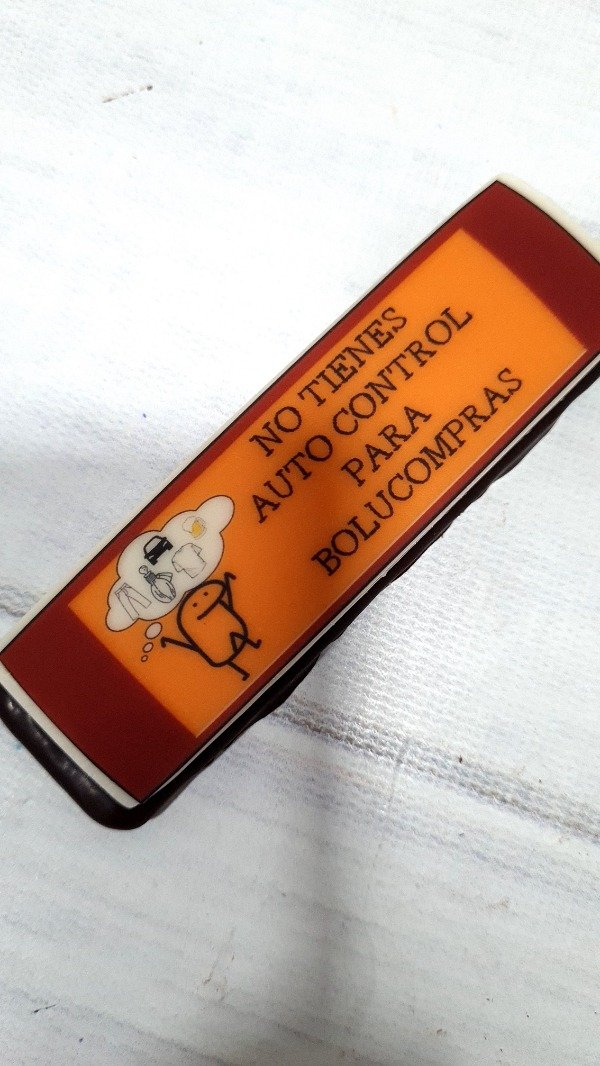 NO TIENES
AUTO CONTROL
PARA
BOLUCOMPRAS